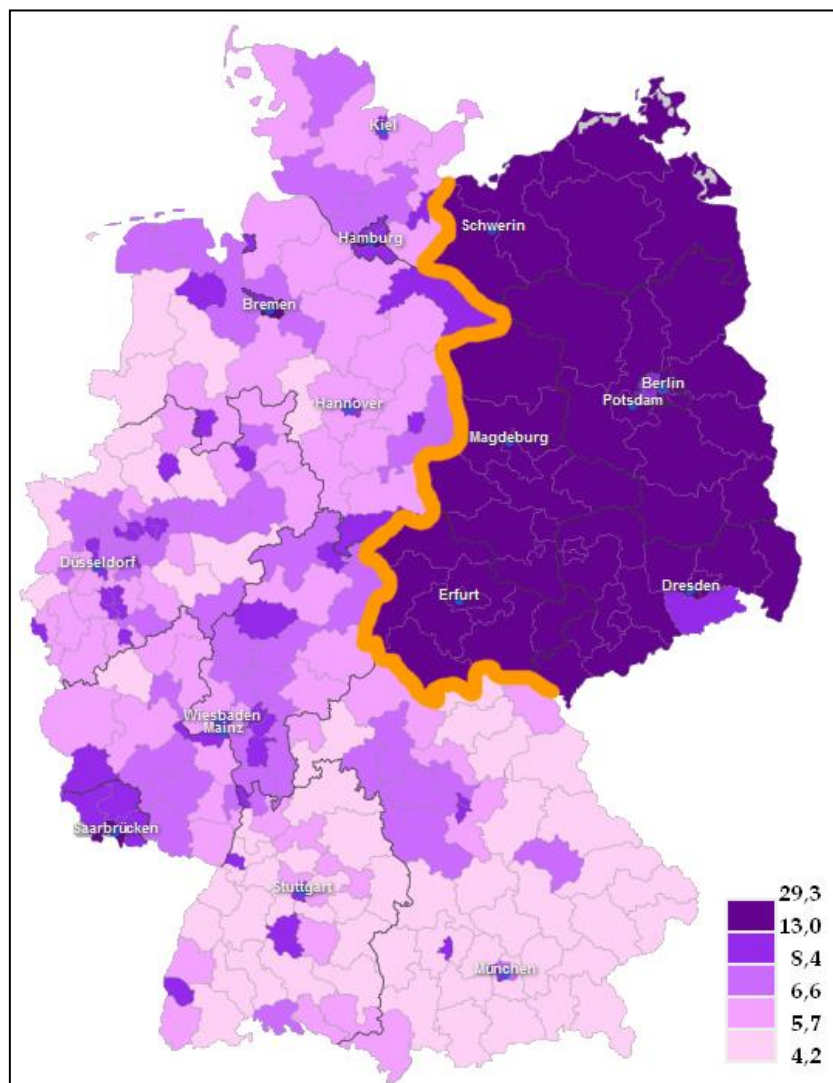 Kiel
Schwerin
Hamburg
Bremen
Berlin
Potsdam
Hannover
Magdeburg
Düsseldorf
Erfurt
Dresden
Wiesbaden
Mainz
Saarbrücken
Stuttgart
München
29,3
13,0
8,4
6,6
5,7
4,2